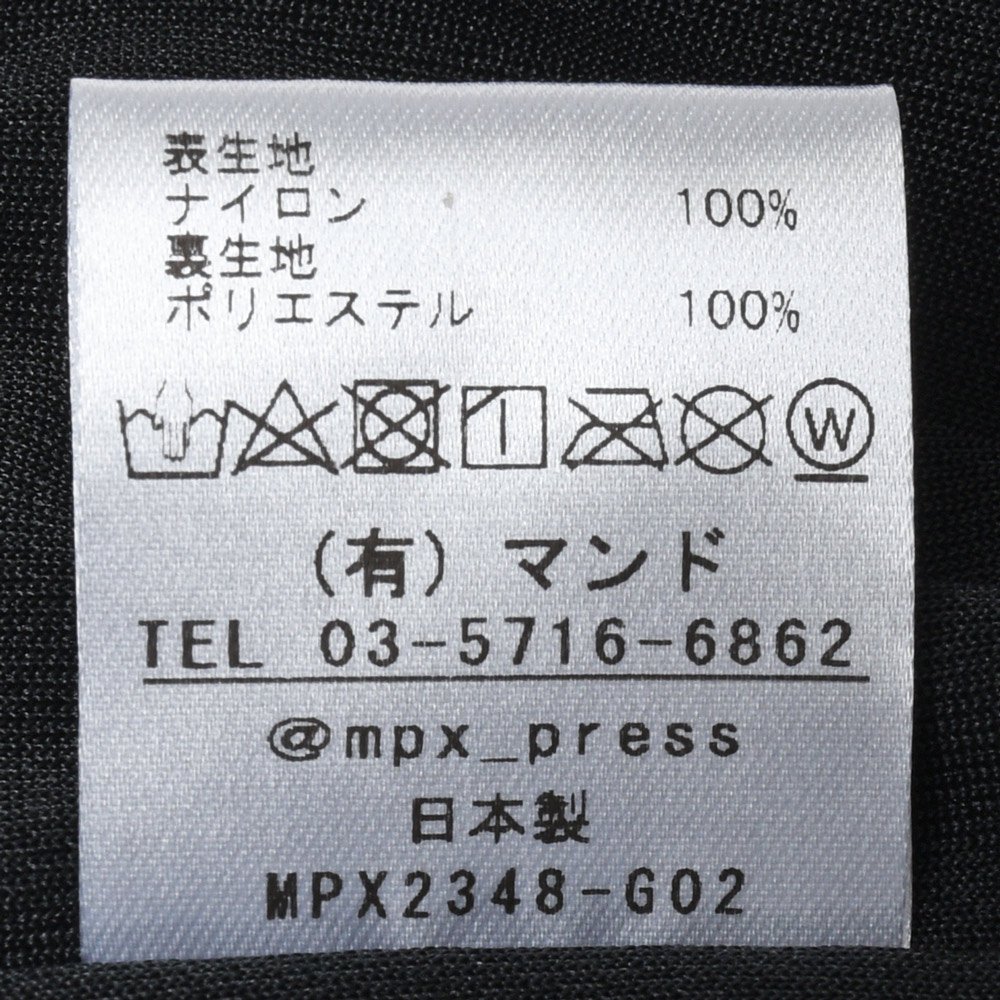 表生地
ナイロン 100%
裏生地
ポリエステル 100%
W
(有) マンド
TEL 03-5716-6862
@mpx_press
日本製
MPX2348-G02